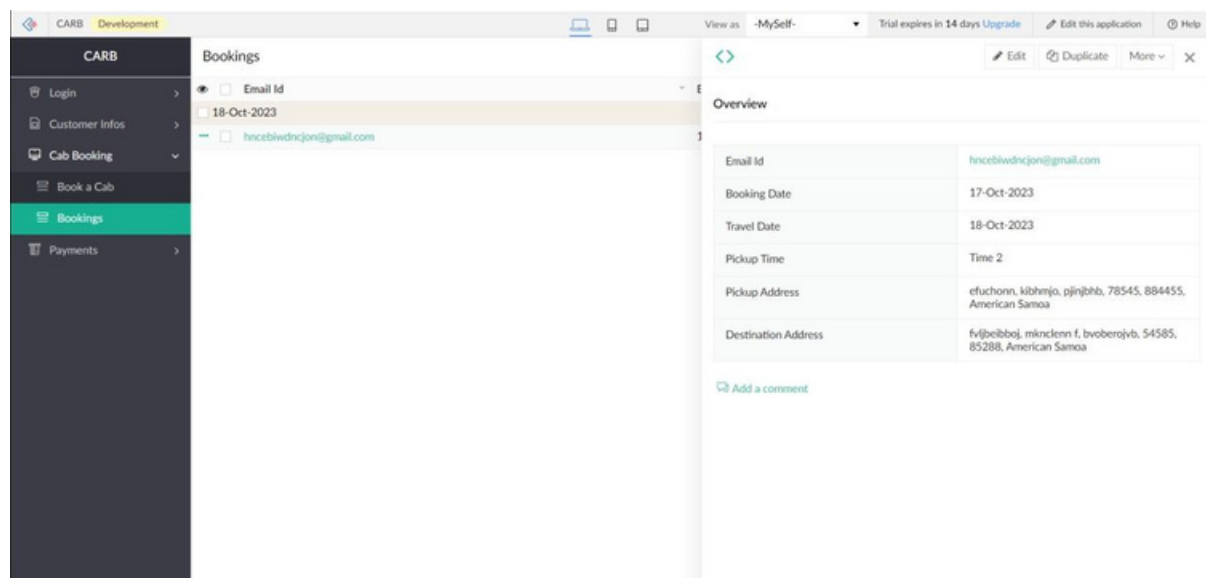 CARB Development View as -MySelf- Trial expires in 14 days Upgrade Edit this application Help
CARB
Login
Customer Infos
Cab Booking
Book a Cab
Bookings
Payments
Bookings
Email Id
18-Oct-2023
hncebiwdncjon@gmail.com
Edit Duplicate More
Overview
Email Id hncebiwdncjon@gmail.com
Booking Date 17-Oct-2023
Travel Date 18-Oct-2023
Pickup Time Time 2
Pickup Address efuchonn, kibhmjo, pjinjbhb, 78545, 884455,
American Samoa
Destination Address fvljbeibboj, mknclenn f, bvoberojvb, 54585,
85288, American Samoa
Add a comment